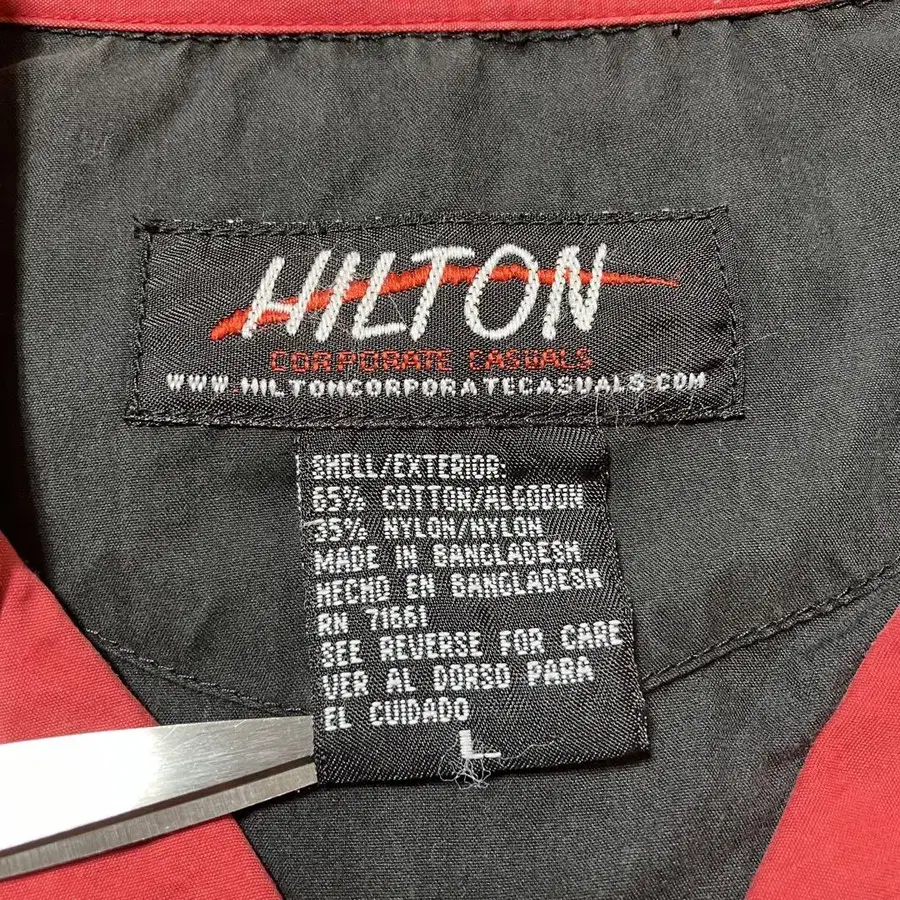 HILTON
CORPORATE CASUALS
WWW.HILTONCORPORATECASUALS.COM
SHELL/EXTERIOR:
65% COTTON/ALGODON
35% NYLON/NYLON
MADE IN BANGLADESH
HECHO EN BANGLADESH
RN 71661
SEE REVERSE FOR CARE
VER AL DORSO PARA
EL CUIDADO
L